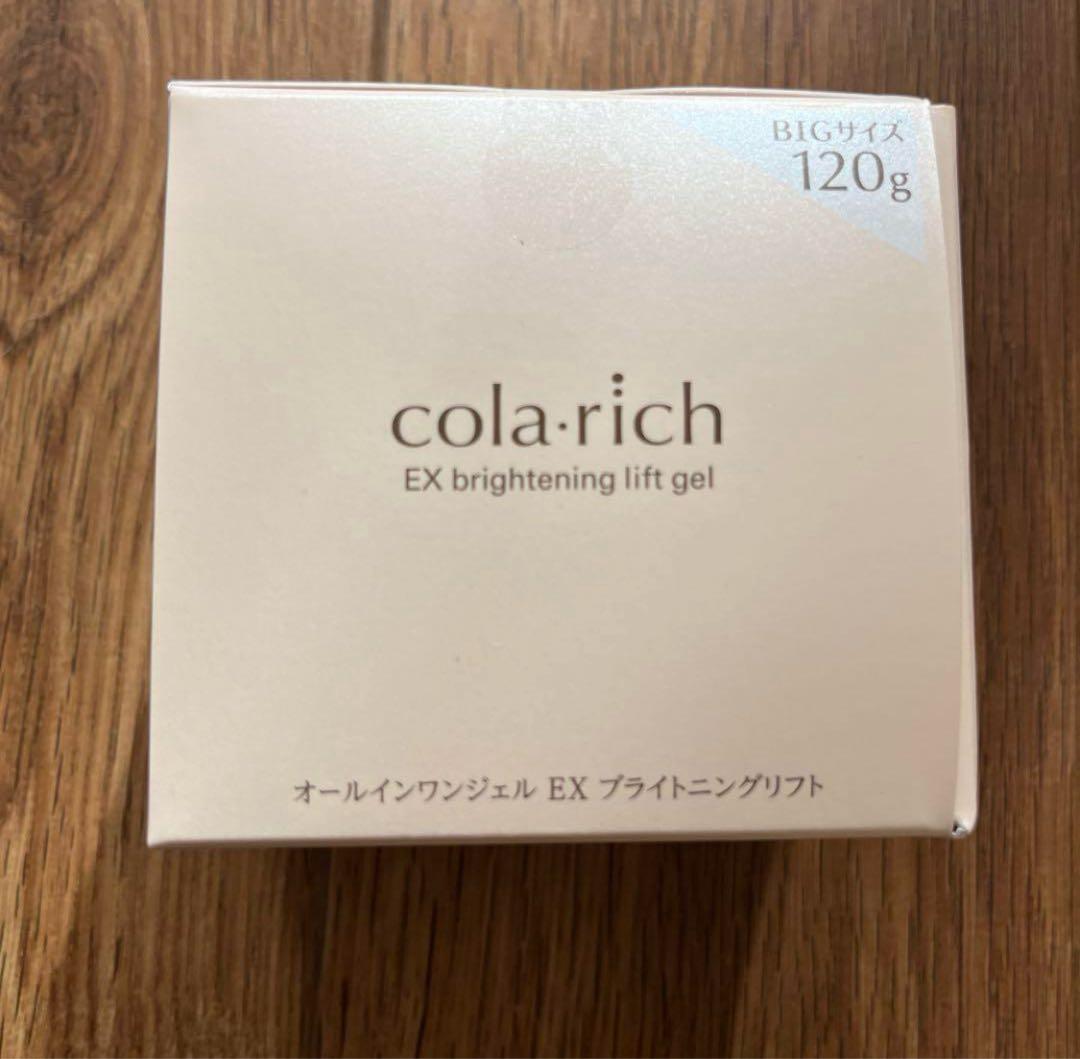 BIGサイズ
120g
cola·rich
EX brightening lift gel
オールインワンジェル EX ブライトニングリフト